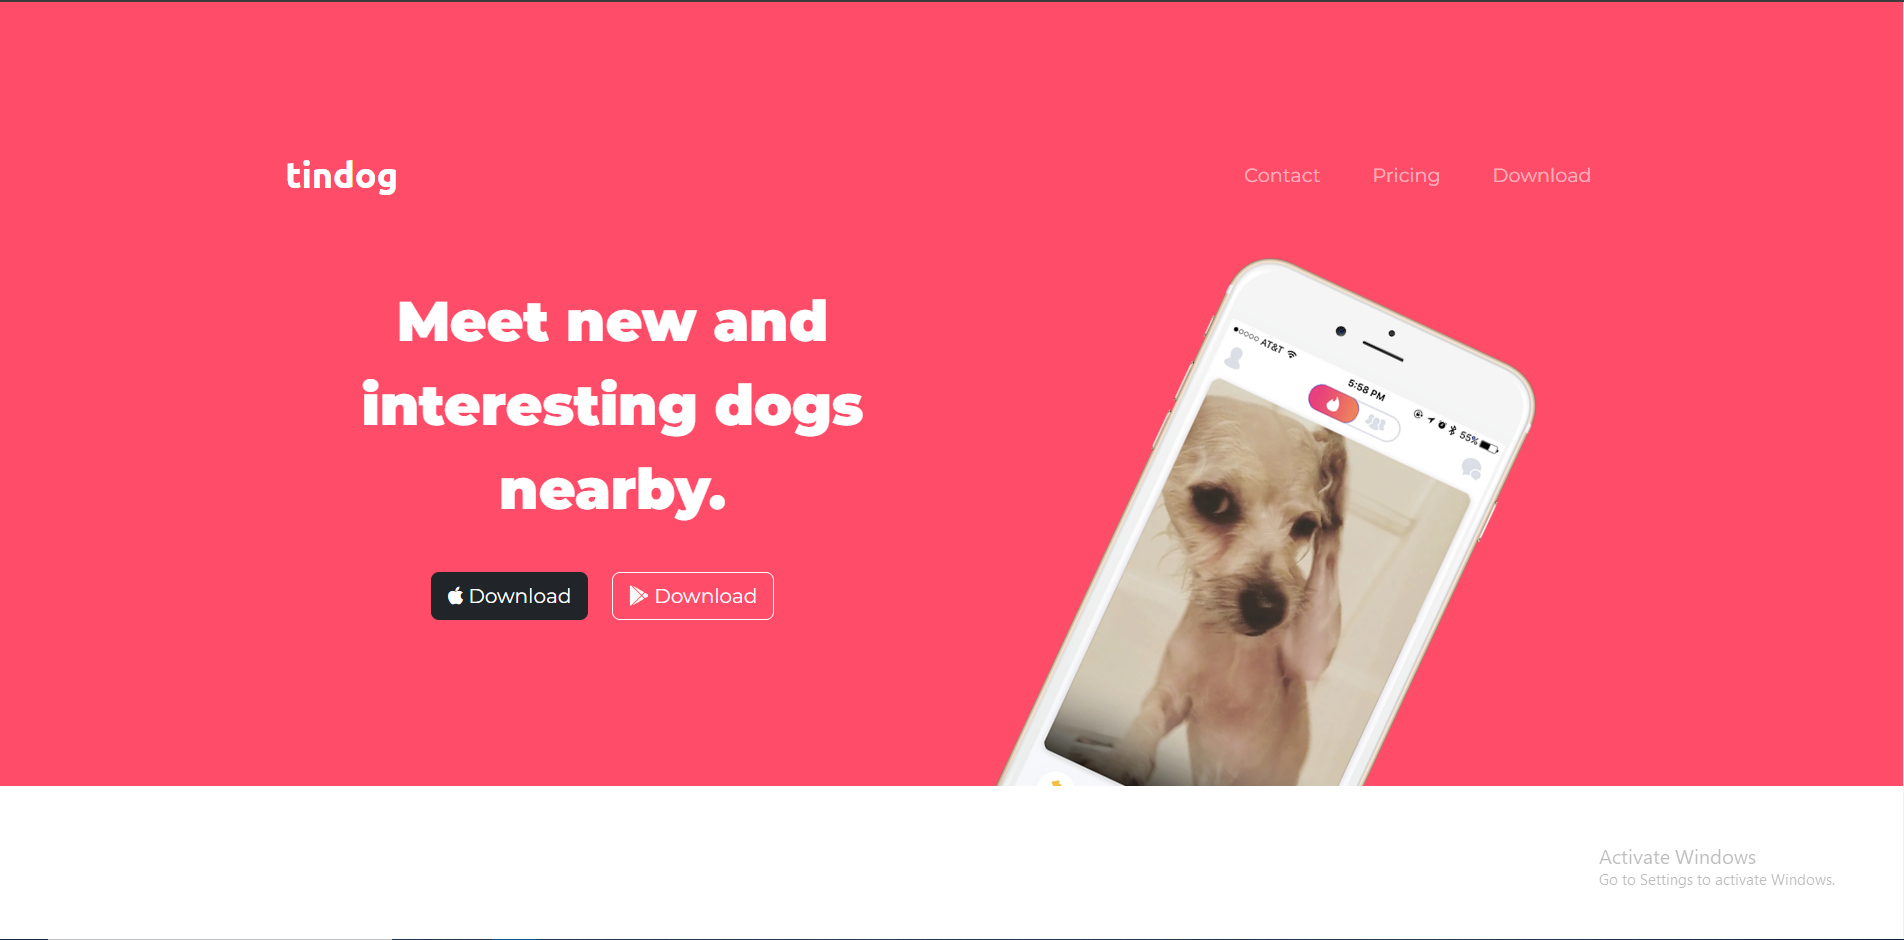 tindog
Contact Pricing Download
Meet new and
interesting dogs
nearby.
Download Download
AT&T
5:58 PM
55%
Activate Windows
Go to Settings to activate Windows.